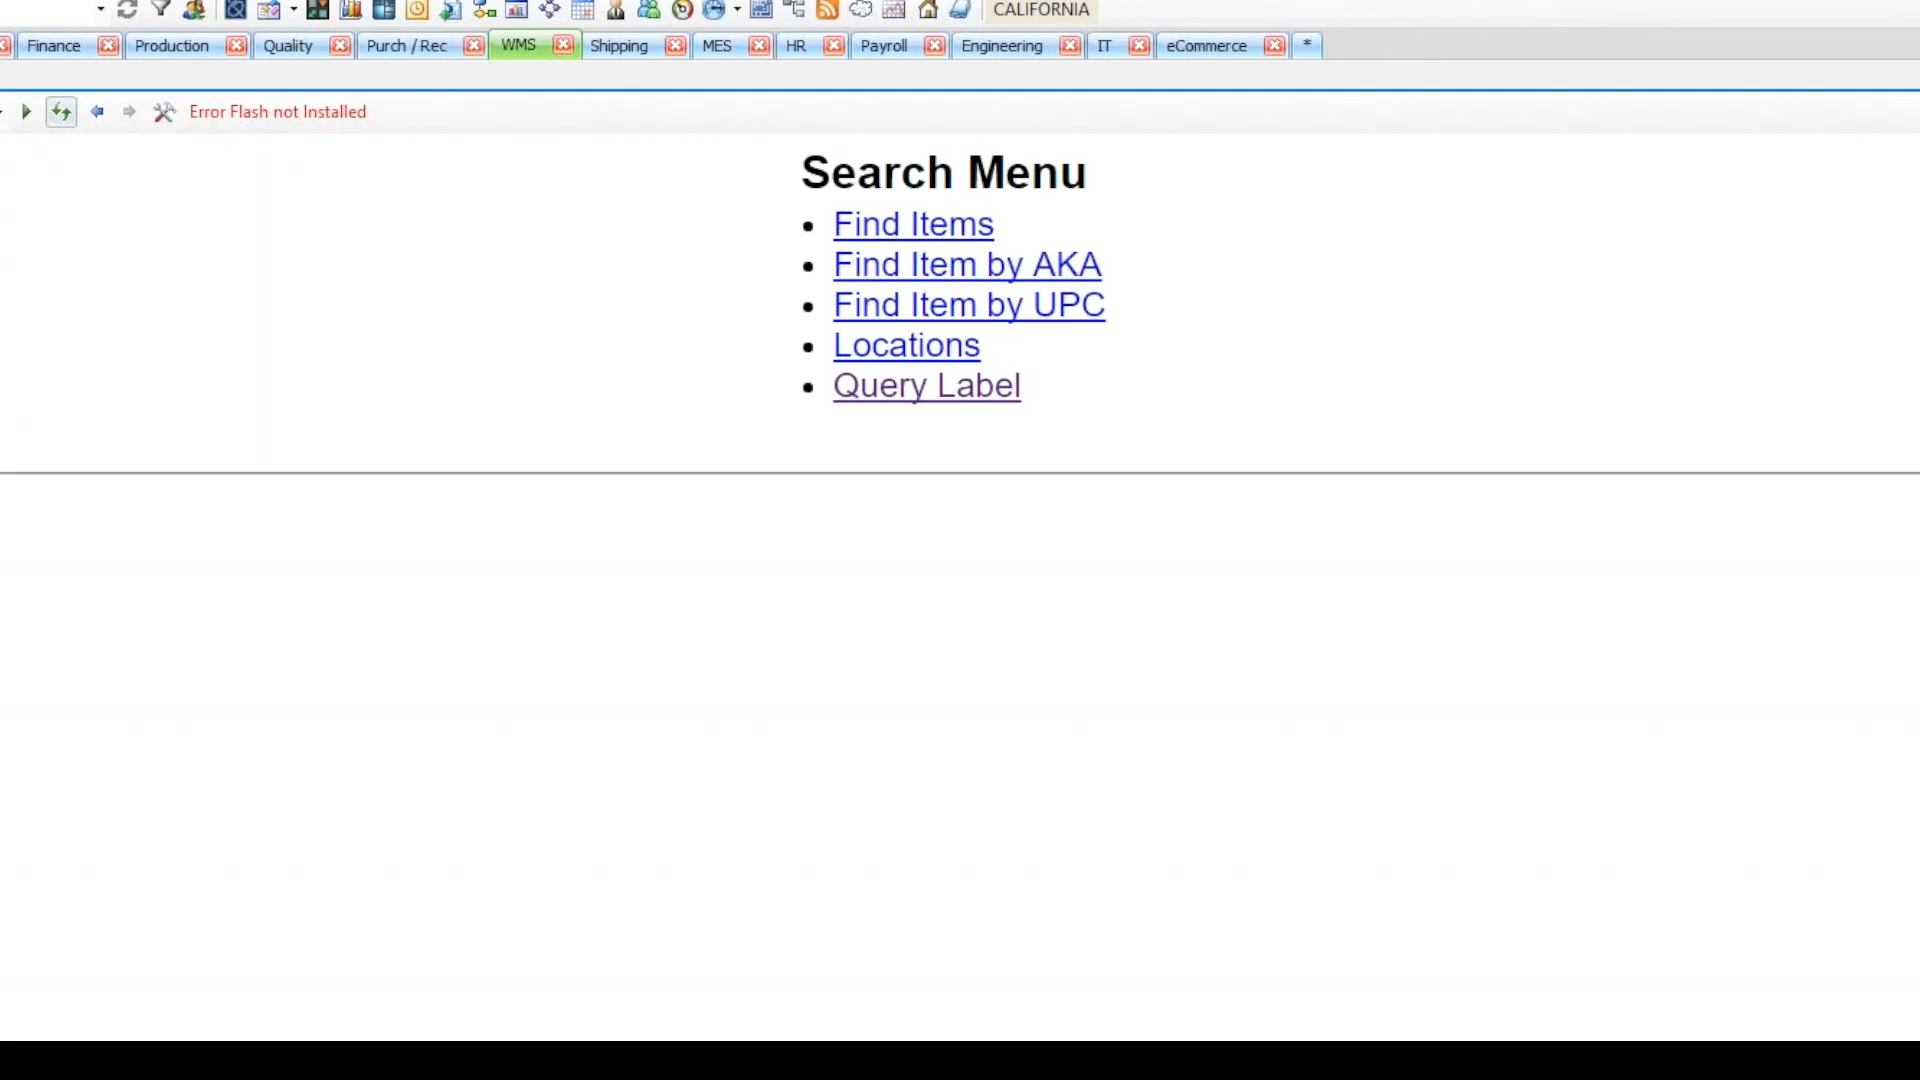 CALIFORNIA
Finance Production Quality Purch / Rec WMS Shipping MES HR Payroll Engineering IT eCommerce *
Error Flash not Installed
Search Menu
• Find Items
• Find Item by AKA
• Find Item by UPC
• Locations
• Query Label